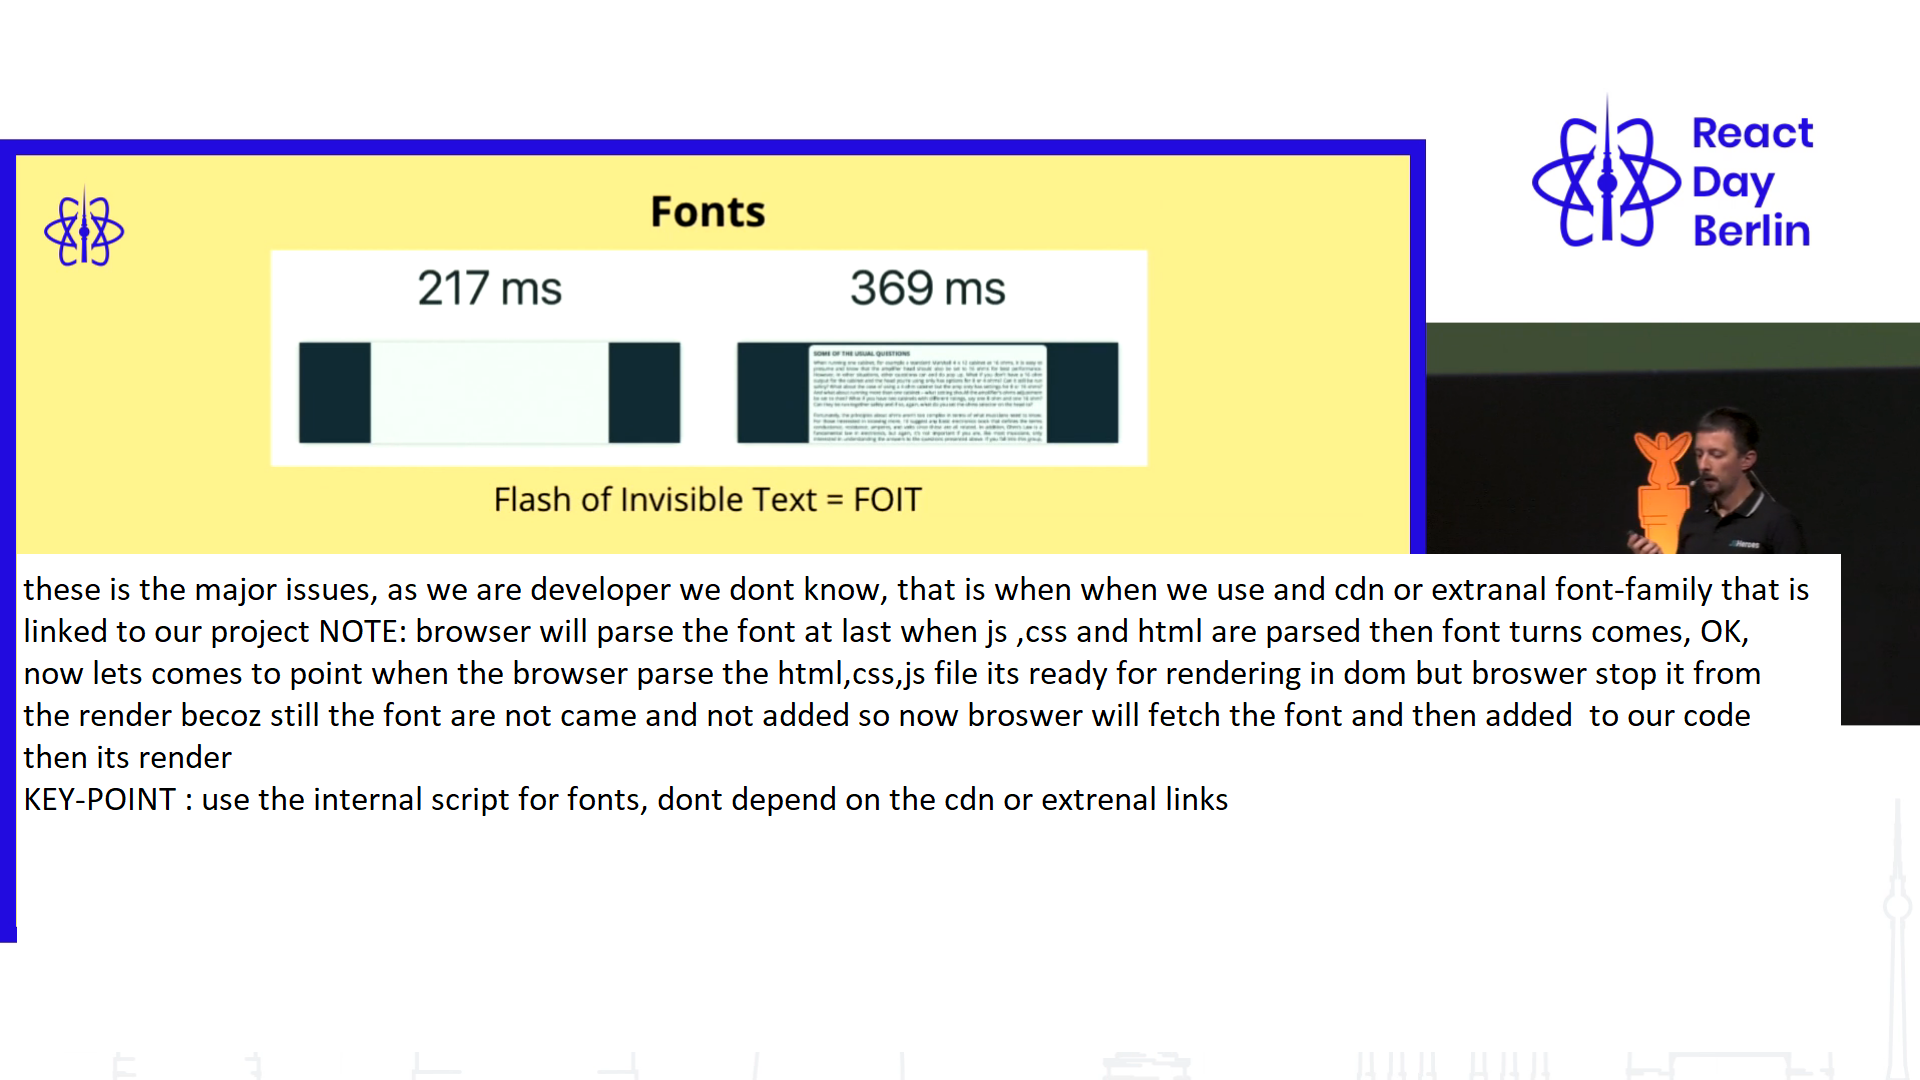 React
Day
Berlin
Fonts
217 ms
369 ms
SOME OF THE USUAL QUESTIONS
Flash of Invisible Text = FOIT
Heroes
these is the major issues, as we are developer we dont know, that is when when we use and cdn or extranal font-family that is
linked to our project NOTE: browser will parse the font at last when js ,css and html are parsed then font turns comes, OK,
now lets comes to point when the browser parse the html,css,js file its ready for rendering in dom but broswer stop it from
the render becoz still the font are not came and not added so now broswer will fetch the font and then added  to our code
then its render
KEY-POINT : use the internal script for fonts, dont depend on the cdn or extrenal links